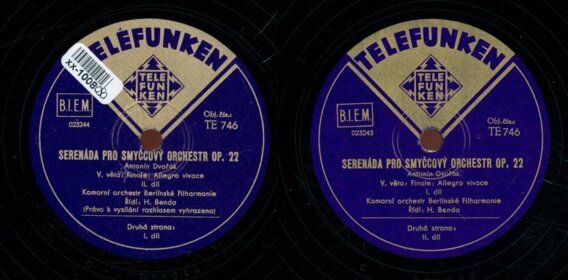 TELEFUNKEN
xx-1008
TELE
FUN
KEN
B.I.E.M.
023244
Obj. čís.:
TE 746
SERENÁDA PRO SMYČCOVÝ ORCHESTR OP. 22
Antonín Dvořák
V. věta: Finale: Allegro vivace
II. díl
Komorní orchestr Berlínské Filharmonie
Řídí: H. Benda
(Právo k vysílání rozhlasem vyhrazeno)
Druhá strana:
I. díl
TELEFUNKEN
TELE
FUN
KEN
B.I.E.M.
023243
Obj. čís.:
TE 746
SERENÁDA PRO SMYČCOVÝ ORCHESTR OP. 22
Antonín Dvořák
V. věta: Finale: Allegro vivace
I. díl
Komorní orchestr Berlínské Filharmonie
Řídí: H. Benda
Druhá strana:
II. díl